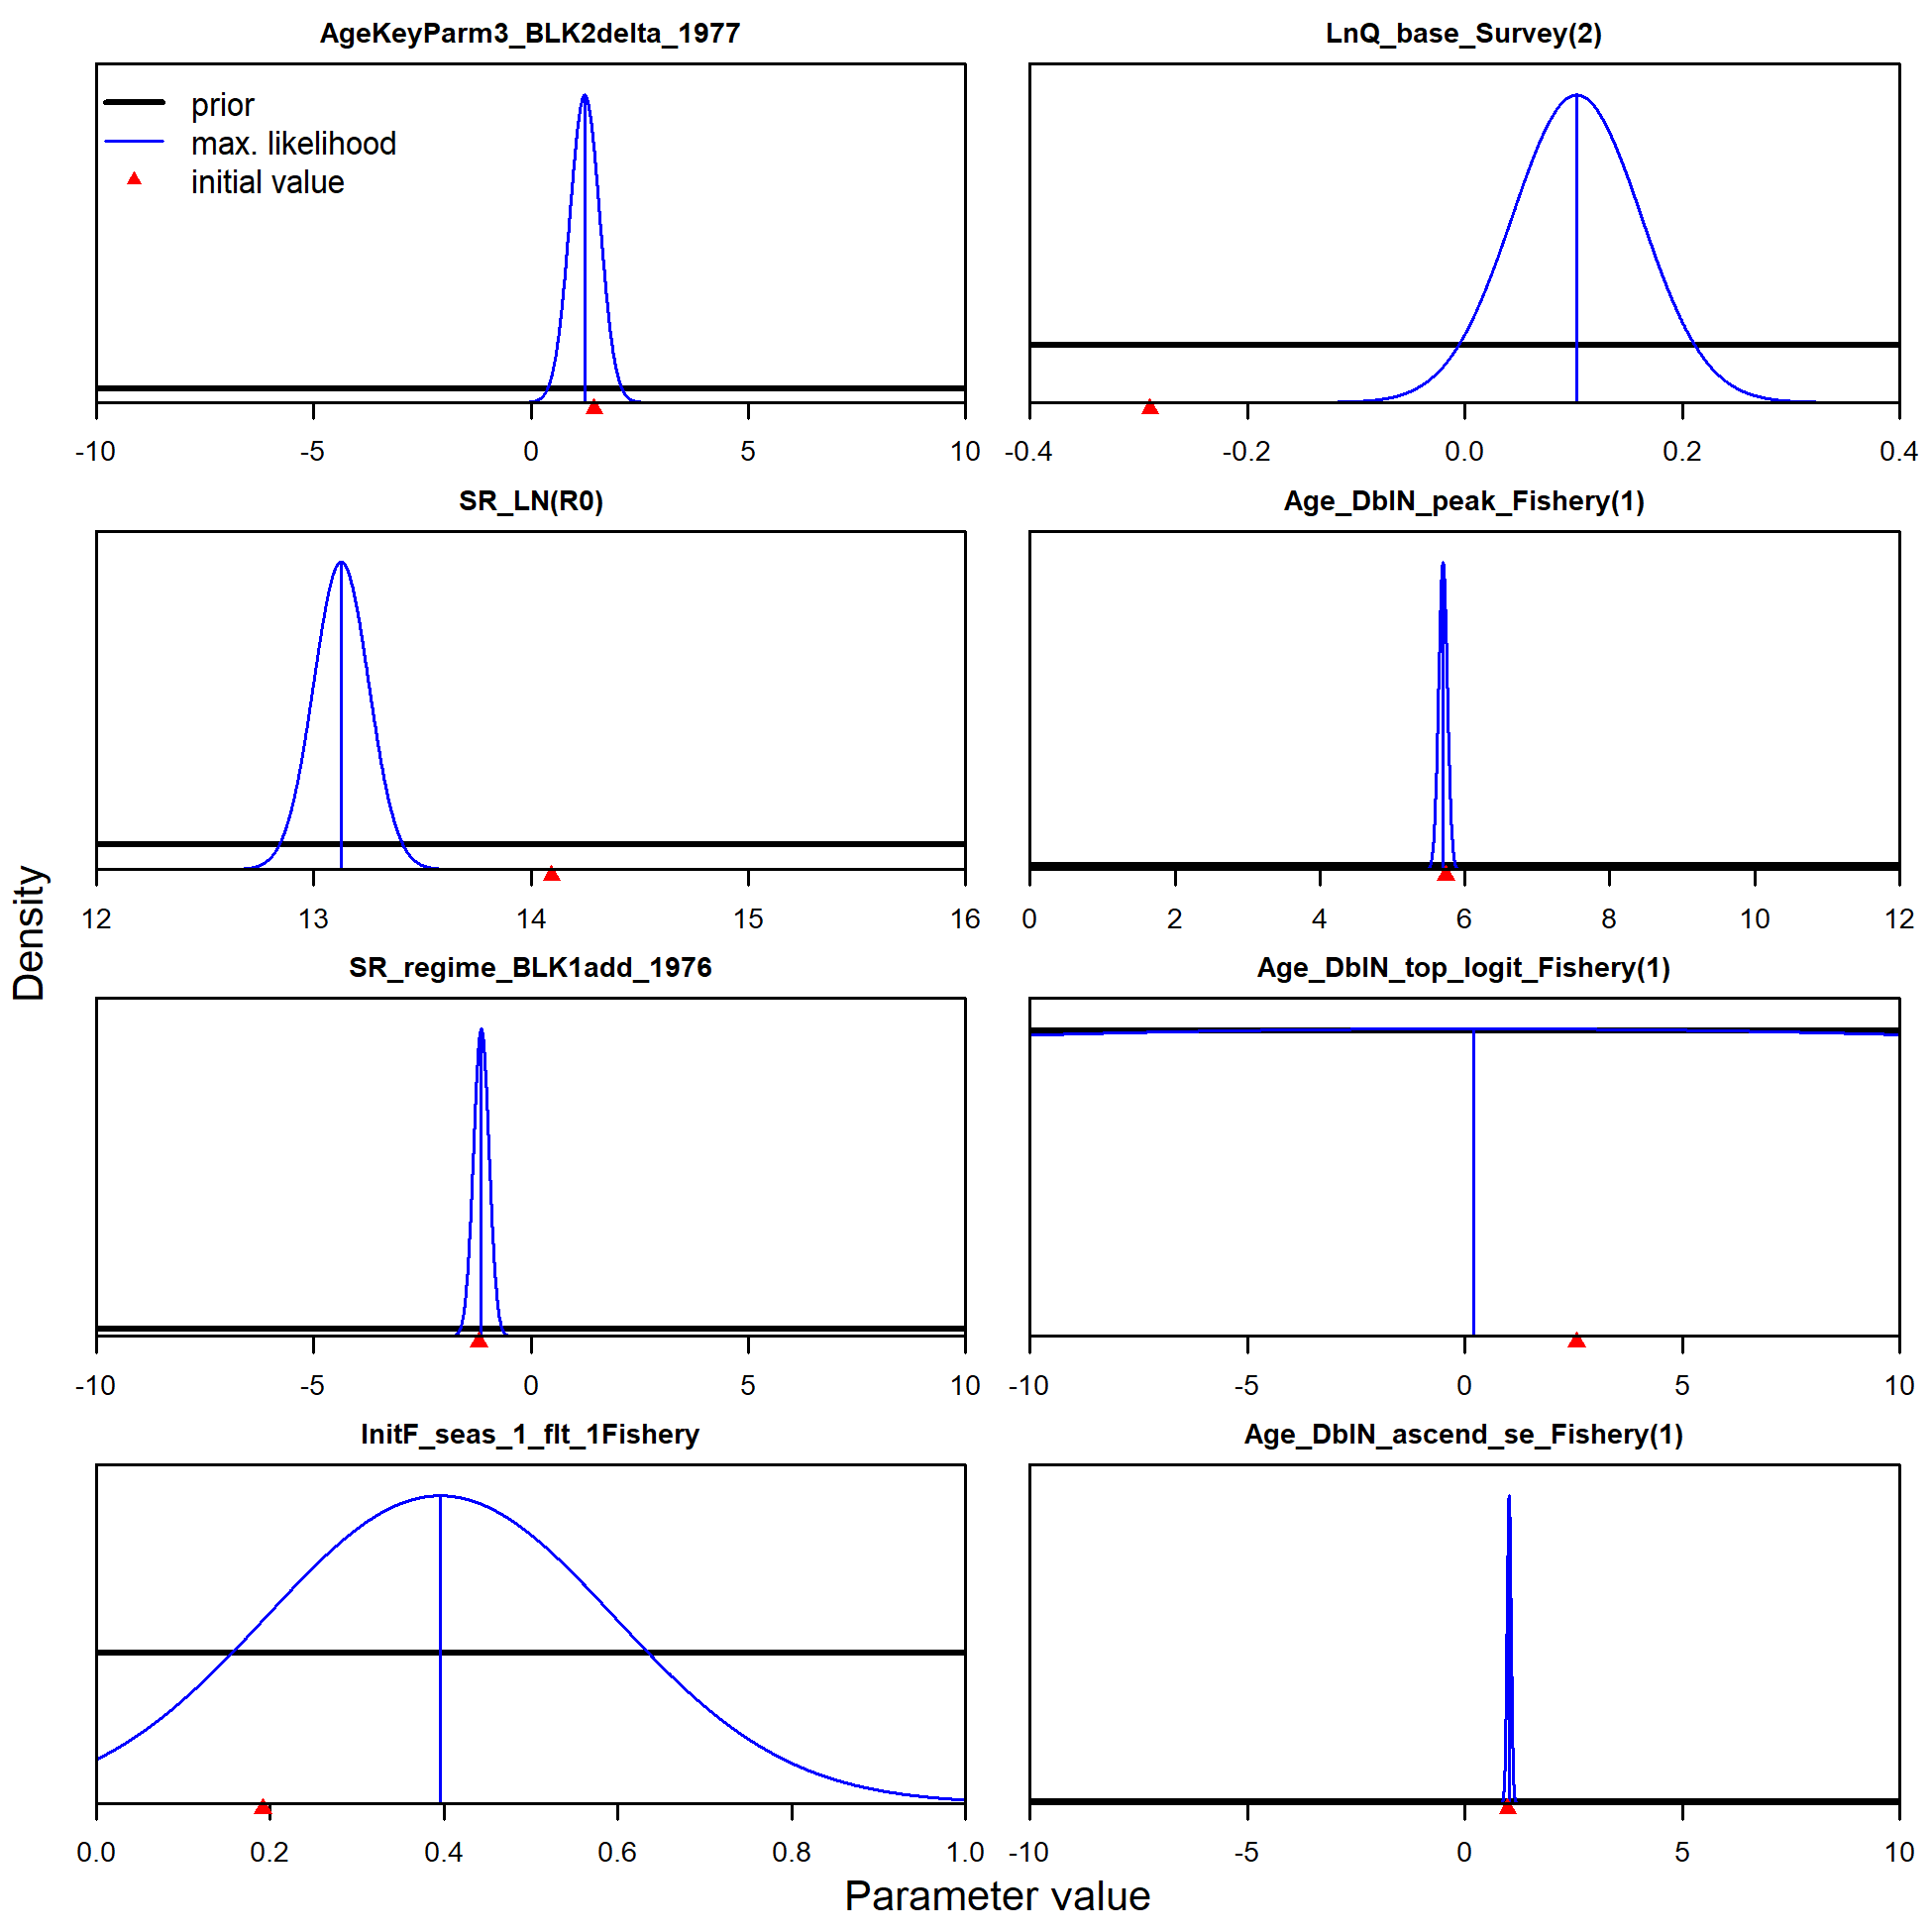 AgeKeyParm3_BLK2delta_1977
prior
max. likelihood
initial value
-10 -5 0 5 10
LnQ_base_Survey(2)
-0.4 -0.2 0.0 0.2 0.4
SR_LN(R0)
12 13 14 15 16
Age_DblN_peak_Fishery(1)
0 2 4 6 8 10 12
SR_regime_BLK1add_1976
-10 -5 0 5 10
Age_DblN_top_logit_Fishery(1)
-10 -5 0 5 10
InitF_seas_1_flt_1Fishery
0.0 0.2 0.4 0.6 0.8 1.0
Age_DblN_ascend_se_Fishery(1)
-10 -5 0 5 10
Density
Parameter value